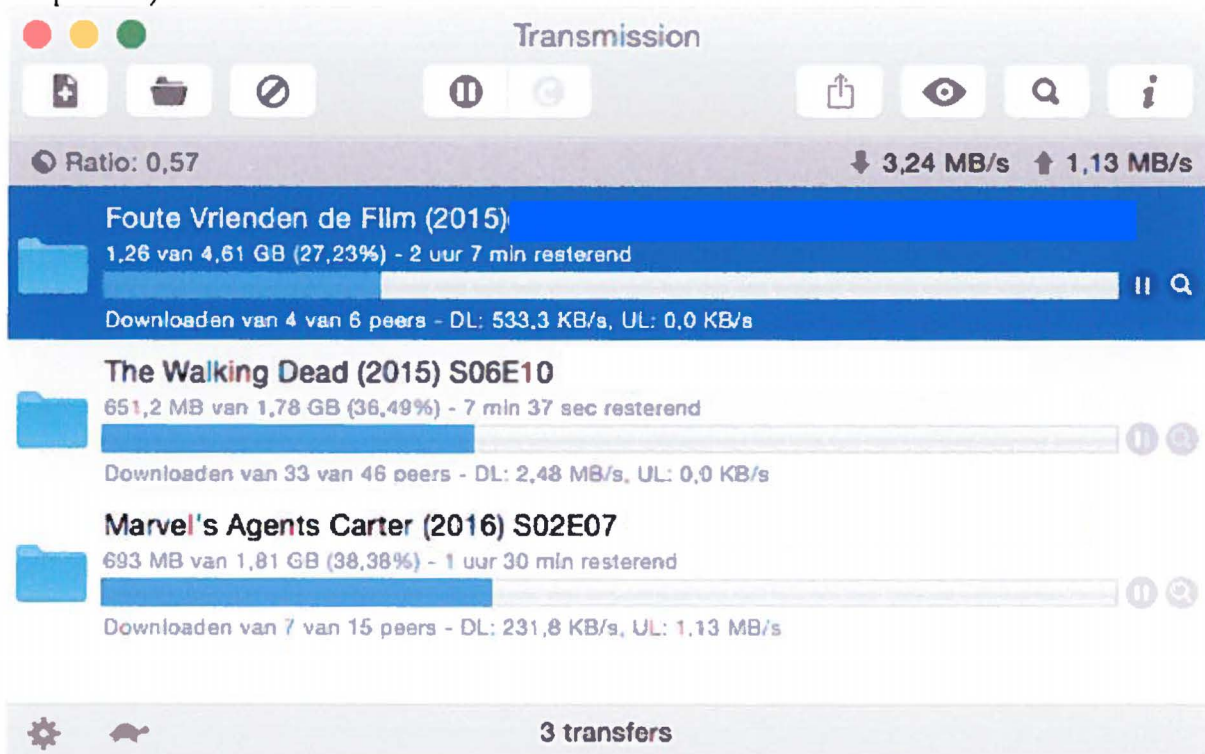 Transmission
Ratio: 0,57
3,24 MB/s 1,13 MB/s
Foute Vrienden de Film (2015)
1,26 van 4,61 GB (27,23%) - 2 uur 7 min resterend
Downloaden van 4 van 6 peers - DL: 533,3 KB/s, UL: 0,0 KB/s
The Walking Dead (2015) S06E10
651,2 MB van 1,78 GB (36,49%) - 7 min 37 sec resterend
Downloaden van 33 van 46 peers - DL: 2,48 MB/s, UL: 0,0 KB/s
Marvel's Agents Carter (2016) S02E07
693 MB van 1,81 GB (38,38%) - 1 uur 30 min resterend
Downloaden van 7 van 15 peers - DL: 231,8 KB/s, UL: 1,13 MB/s
3 transfers